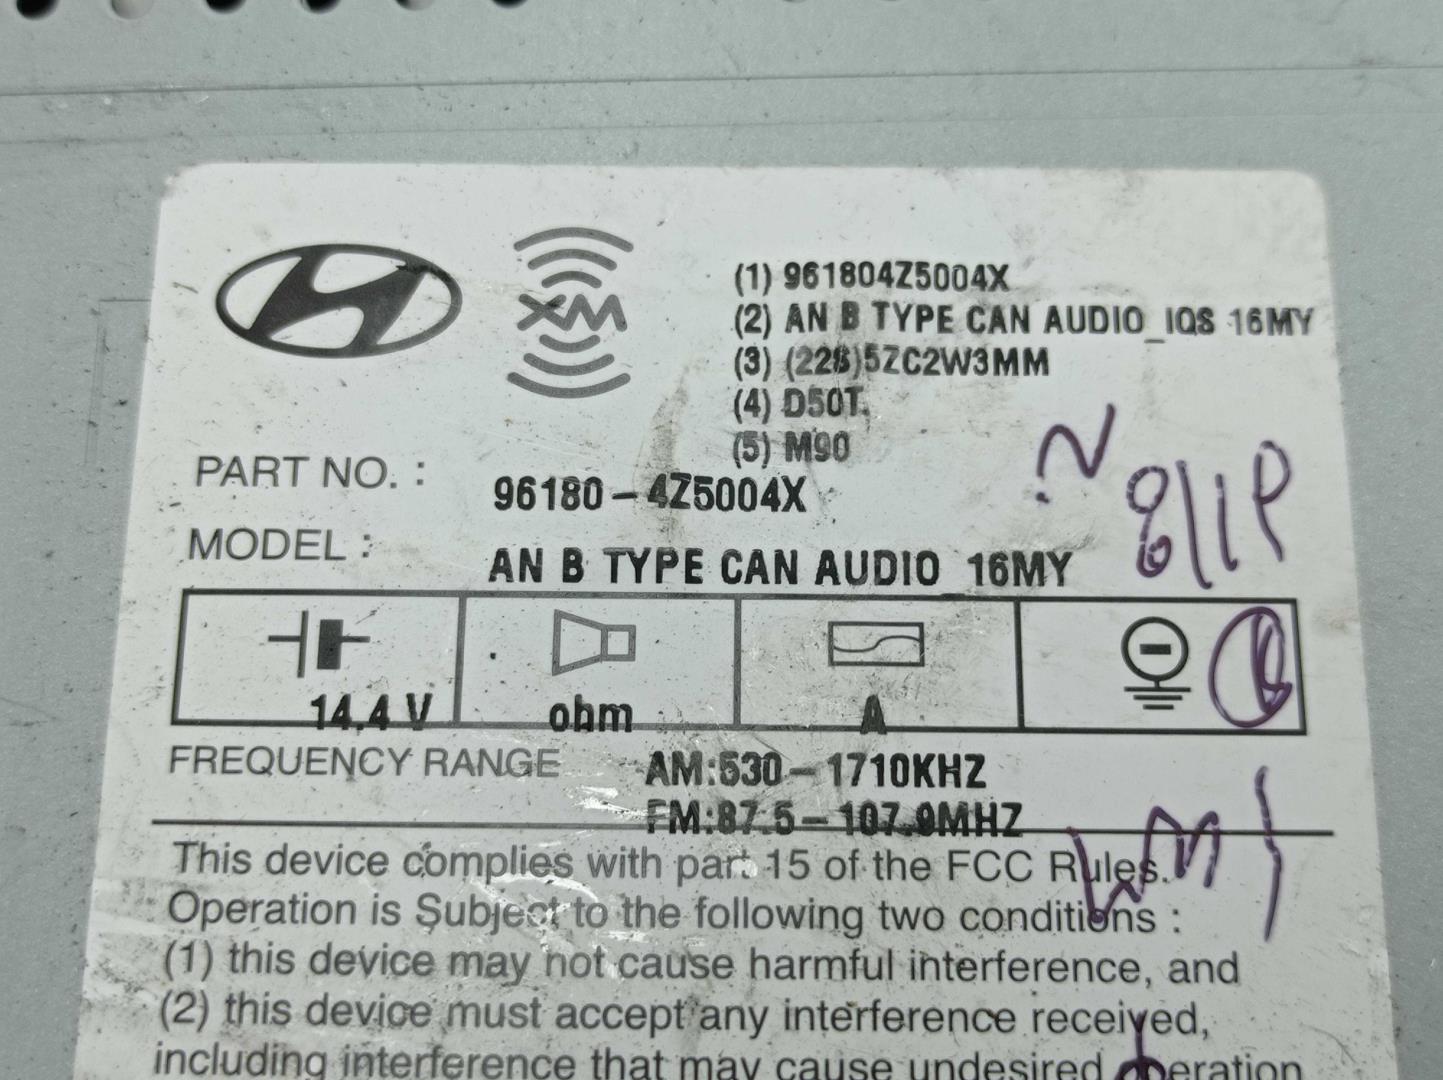 XM
(1) 961804Z5004X
(2) AN B TYPE CAN AUDIO_IQS 16MY
(3) (228)5ZC2W3MM
(4) D50T
(5) M90
PART NO. : 96180-4Z5004X
MODEL : AN B TYPE CAN AUDIO 16MY
14.4 V ohm A
FREQUENCY RANGE AM:530-1710KHZ
FM:87.5-107.9MHZ
This device complies with part 15 of the FCC Rules.
Operation is Subject to the following two conditions :
(1) this device may not cause harmful interference, and
(2) this device must accept any interference received,
including interference that may cause undesired operation